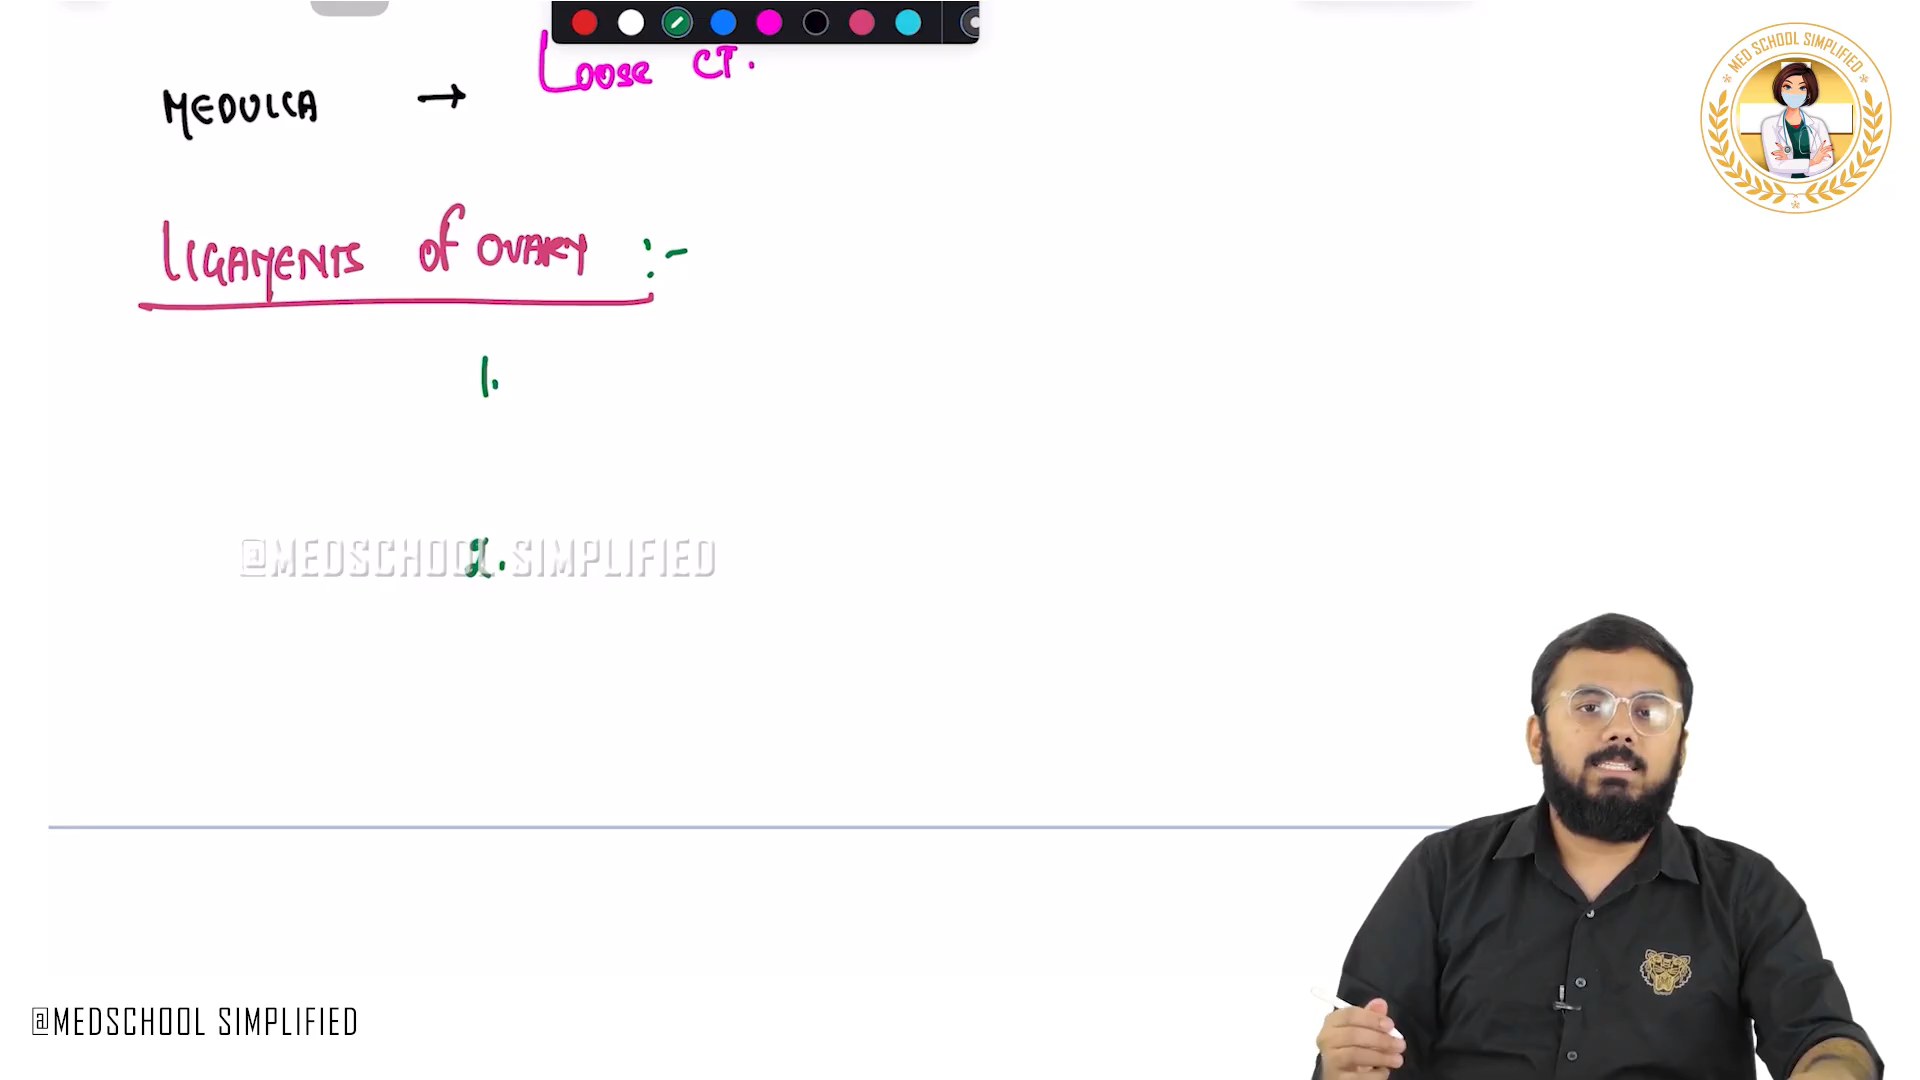 Loose CT.
MEDULLA →
LIGAMENTS of OVARY :-
1.
2.
@MEDSCHOOL SIMPLIFIED
@MEDSCHOOL SIMPLIFIED
MED SCHOOL SIMPLIFIED